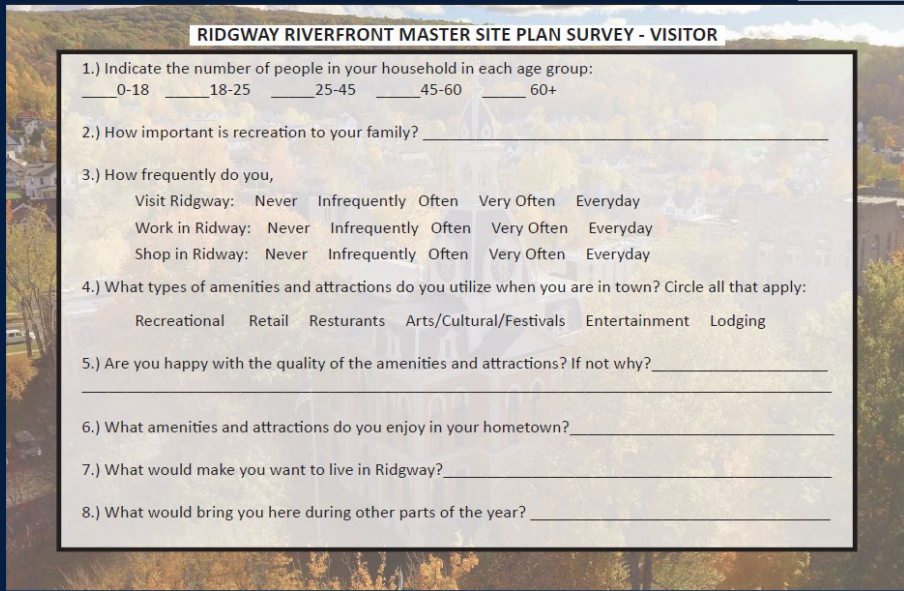 RIDGWAY RIVERFRONT MASTER SITE PLAN SURVEY - VISITOR
1.) Indicate the number of people in your household in each age group:
____0-18 _____18-25 _____25-45 _____45-60 _____ 60+
2.) How important is recreation to your family? ______________________________________________
3.) How frequently do you,
Visit Ridgway: Never Infrequently Often Very Often Everyday
Work in Ridway: Never Infrequently Often Very Often Everyday
Shop in Ridway: Never Infrequently Often Very Often Everyday
4.) What types of amenities and attractions do you utilize when you are in town? Circle all that apply:
Recreational Retail Resturants Arts/Cultural/Festivals Entertainment Lodging
5.) Are you happy with the quality of the amenities and attractions? If not why?____________________
_____________________________________________________________________________________
6.) What amenities and attractions do you enjoy in your hometown?______________________________
7.) What would make you want to live in Ridgway?____________________________________________
8.) What would bring you here during other parts of the year? __________________________________